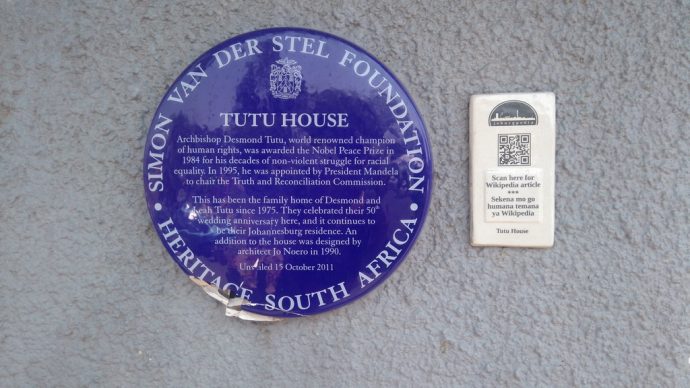 SIMON VAN DER STEL FOUNDATION
TUTU HOUSE
Archbishop Desmond Tutu, world renowned champion
of human rights, was awarded the Nobel Peace Prize in
1984 for his decades of non-violent struggle for racial
equality. In 1995, he was appointed by President Mandela
to chair the Truth and Reconciliation Commission.
This has been the family home of Desmond and
Leah Tutu since 1975. They celebrated their 50th
wedding anniversary here, and it continues to
be their Johannesburg residence. An
addition to the house was designed by
architect Jo Noero in 1990.
Unveiled 15 October 2011
HERITAGE SOUTH AFRICA
joburgpedia
Scan here for
Wikipedia article
***
Sekena mo go
humana temana
ya Wikipedia
Tutu House